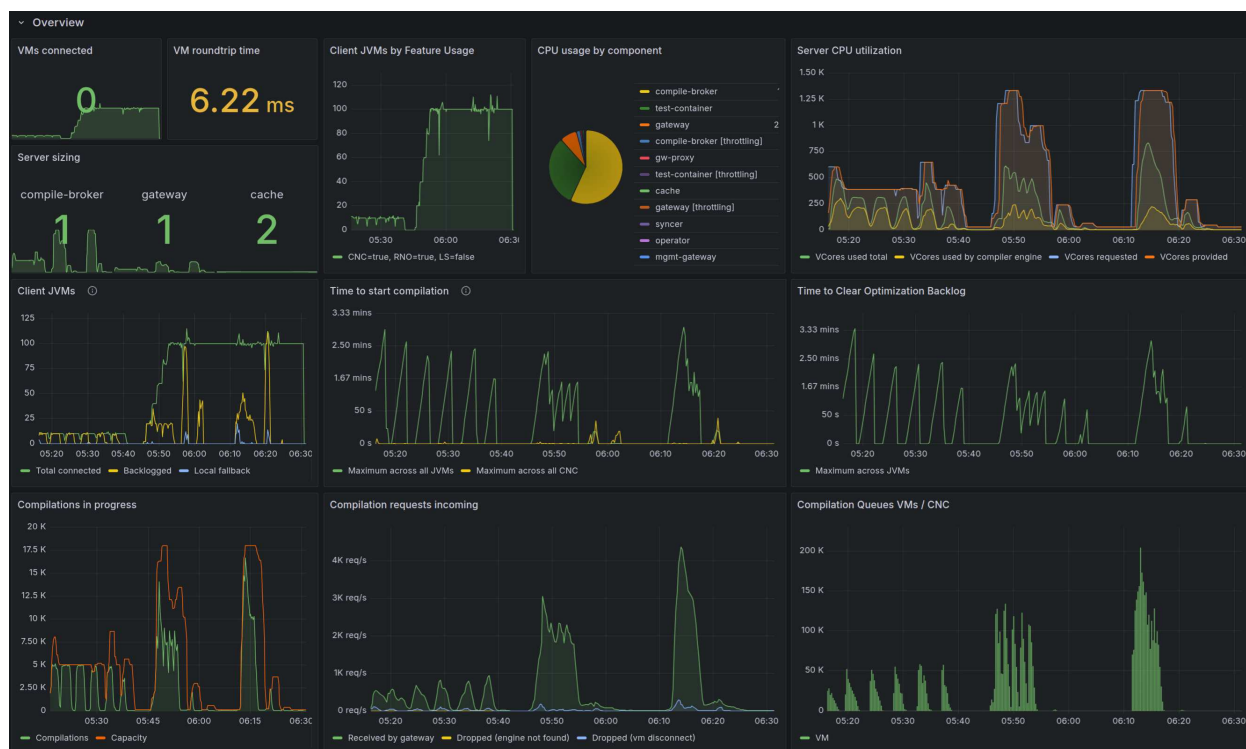 Overview
VMs connected
0
VM roundtrip time
6.22 ms
Server sizing
compile-broker gateway cache
1 1 2
Client JVMs by Feature Usage
120
100
80
60
40
20
0
05:30 06:00 06:30
CNC=true, RNO=true, LS=false
CPU usage by component
compile-broker
test-container
gateway 2
compile-broker [throttling]
gw-proxy
test-container [throttling]
cache
gateway [throttling]
syncer
operator
mgmt-gateway
Server CPU utilization
1.50 K
1.25 K
1 K
750
500
250
0
05:20 05:30 05:40 05:50 06:00 06:10 06:20 06:30
VCores used total VCores used by compiler engine VCores requested VCores provided
Client JVMs
125
100
75
50
25
0
05:20 05:30 05:40 05:50 06:00 06:10 06:20 06:30
Total connected Backlogged Local fallback
Time to start compilation
3.33 mins
2.50 mins
1.67 mins
50 s
0 s
05:20 05:30 05:40 05:50 06:00 06:10 06:20 06:30
Maximum across all JVMs Maximum across all CNC
Time to Clear Optimization Backlog
3.33 mins
2.50 mins
1.67 mins
50 s
0 s
05:20 05:30 05:40 05:50 06:00 06:10 06:20 06:30
Maximum across JVMs
Compilations in progress
20 K
17.5 K
15 K
12.5 K
10 K
7.50 K
5 K
2.50 K
0
05:30 05:45 06:00 06:15 06:30
Compilations Capacity
Compilation requests incoming
4K req/s
3K req/s
2K req/s
1K req/s
0 req/s
05:20 05:30 05:40 05:50 06:00 06:10 06:20 06:30
Received by gateway Dropped (engine not found) Dropped (vm disconnect)
Compilation Queues VMs / CNC
200 K
150 K
100 K
50 K
0
05:20 05:30 05:40 05:50 06:00 06:10 06:20 06:30
VM